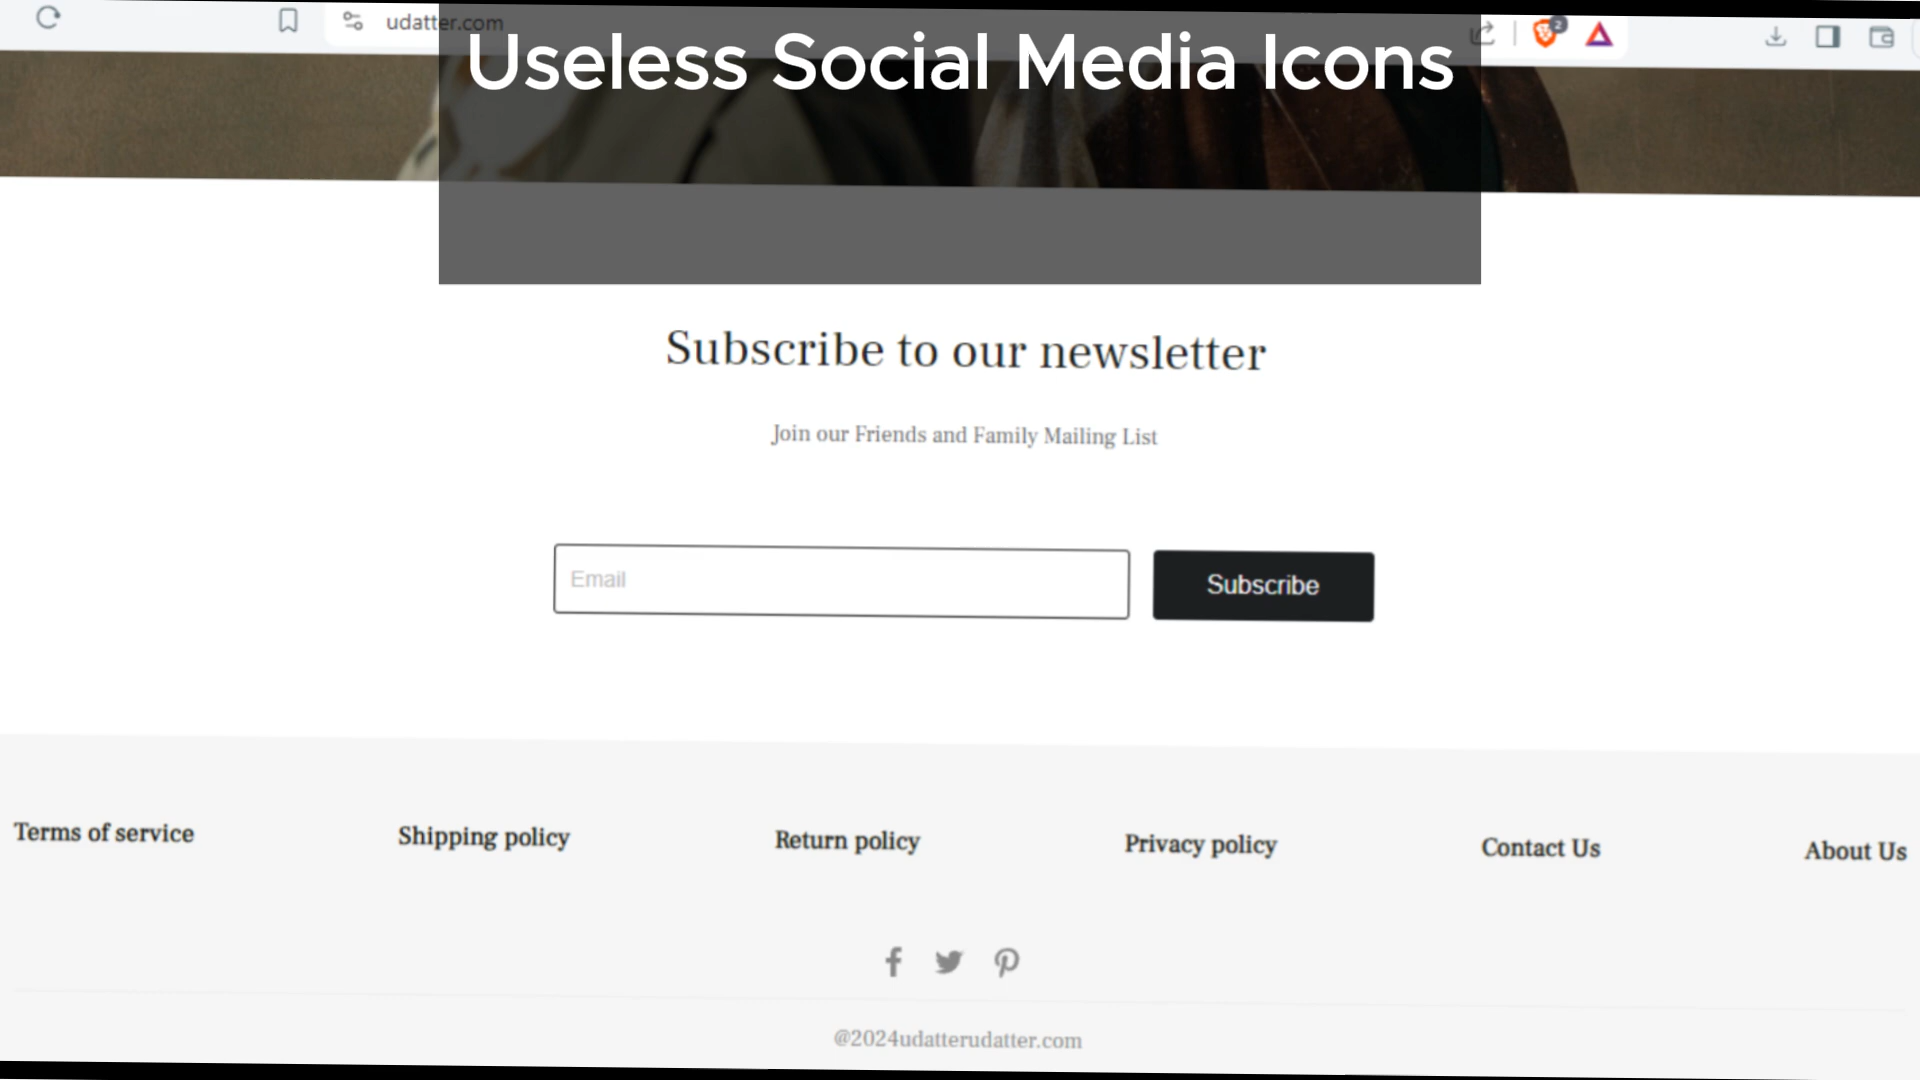 udatter.com
2
Useless Social Media Icons
Subscribe to our newsletter
Join our Friends and Family Mailing List
Email
Subscribe
Terms of service
Shipping policy
Return policy
Privacy policy
Contact Us
About Us
@2024udatterudatter.com